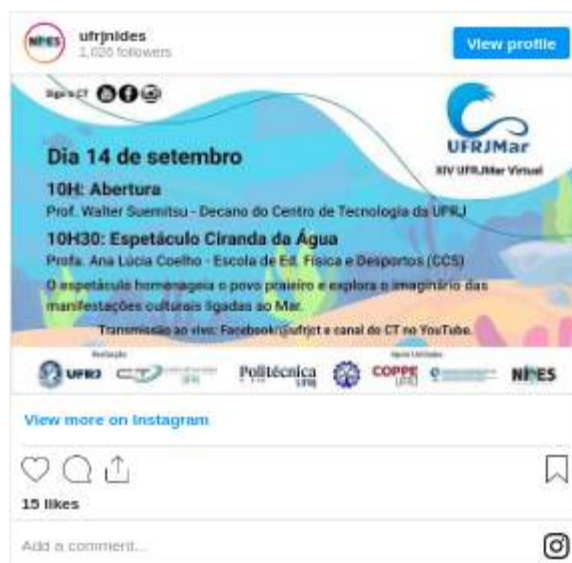 NIDES
ufrjnides
1,026 followers
View profile
Siga o CT
UFRJMar
XIV UFRJMar Virtual
Dia 14 de setembro
10H: Abertura
Prof. Walter Suemitsu - Decano do Centro de Tecnologia da UFRJ
10H30: Espetáculo Ciranda da Água
Profa. Ana Lúcia Coelho - Escola de Ed. Física e Desportos (CCS)
O espetáculo homenageia o povo praieiro e explora o imaginário das
manifestações culturais ligadas ao Mar.
Transmissão ao vivo: Facebook/@ufrjct e canal do CT no YouTube.
Realização
UFRJ
CT
Politécnica
UFRJ
COPPE
UFRJ
NIDES
View more on Instagram
15 likes
Add a comment...